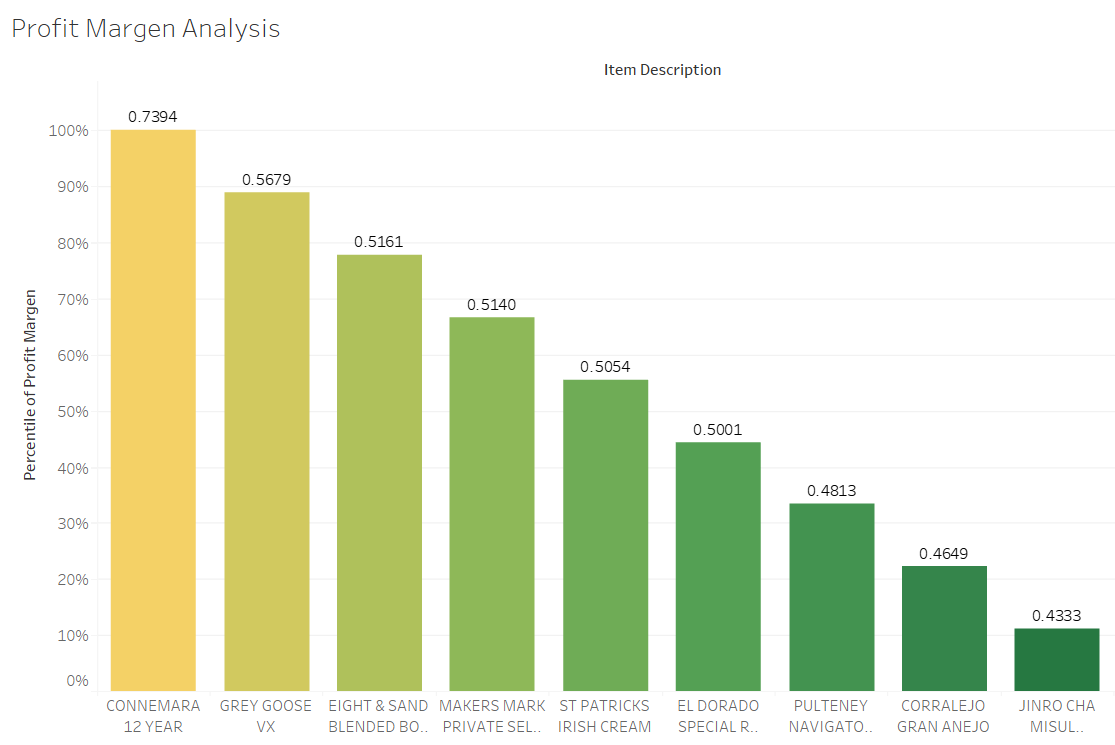 Profit Margen Analysis
Item Description
Percentile of Profit Margen
100%
90%
80%
70%
60%
50%
40%
30%
20%
10%
0%
0.7394
0.5679
0.5161
0.5140
0.5054
0.5001
0.4813
0.4649
0.4333
CONNEMARA
12 YEAR
GREY GOOSE
VX
EIGHT & SAND
BLENDED BO..
MAKERS MARK
PRIVATE SEL..
ST PATRICKS
IRISH CREAM
EL DORADO
SPECIAL R..
PULTENEY
NAVIGATO..
CORRALEJO
GRAN ANEJO
JINRO CHA
MISUL..